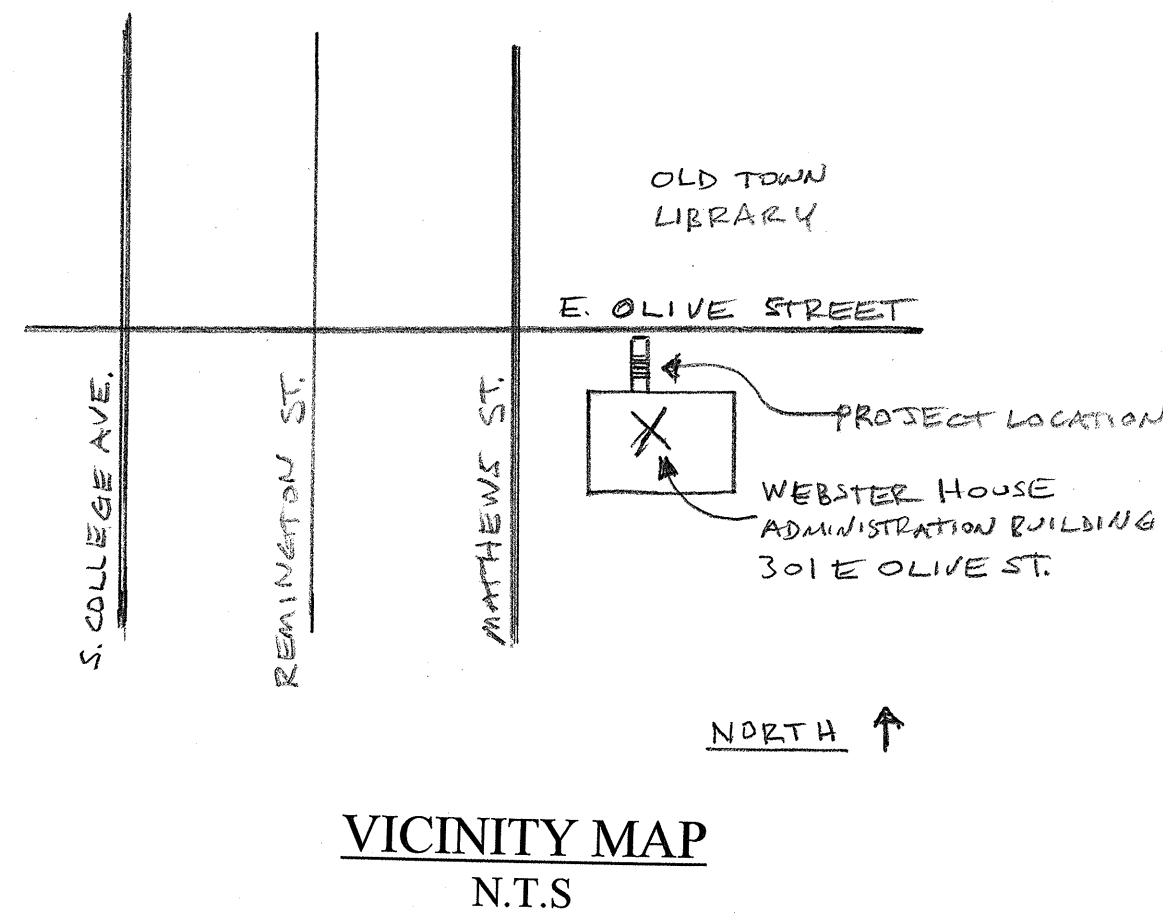 OLD TOWN
LIBRARY
E. OLIVE STREET
S. COLLEGE AVE.
REMINGTON ST.
MATHEWS ST.
PROJECT LOCATION
WEBSTER HOUSE
ADMINISTRATION BUILDING
301 E OLIVE ST.
NORTH
VICINITY MAP
N.T.S